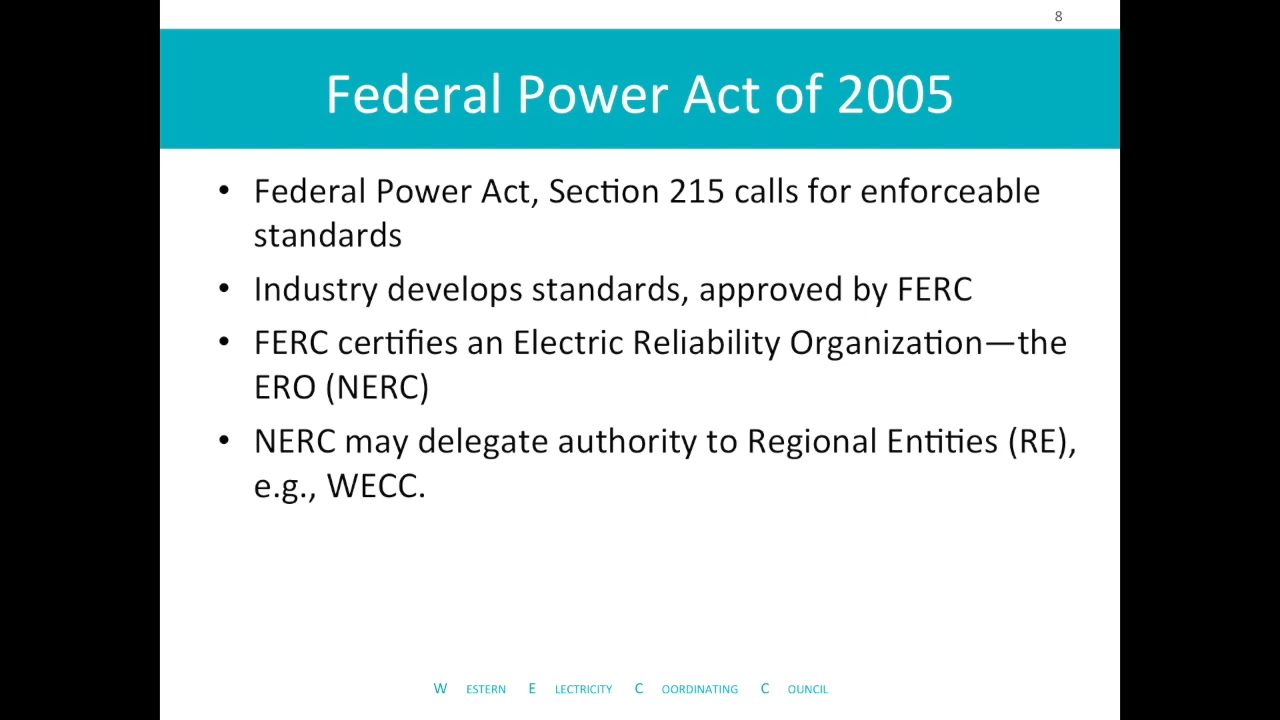 8
Federal Power Act of 2005
• Federal Power Act, Section 215 calls for enforceable
standards
• Industry develops standards, approved by FERC
• FERC certifies an Electric Reliability Organization—the
ERO (NERC)
• NERC may delegate authority to Regional Entities (RE),
e.g., WECC.
W ESTERN E LECTRICITY C OORDINATING C OUNCIL